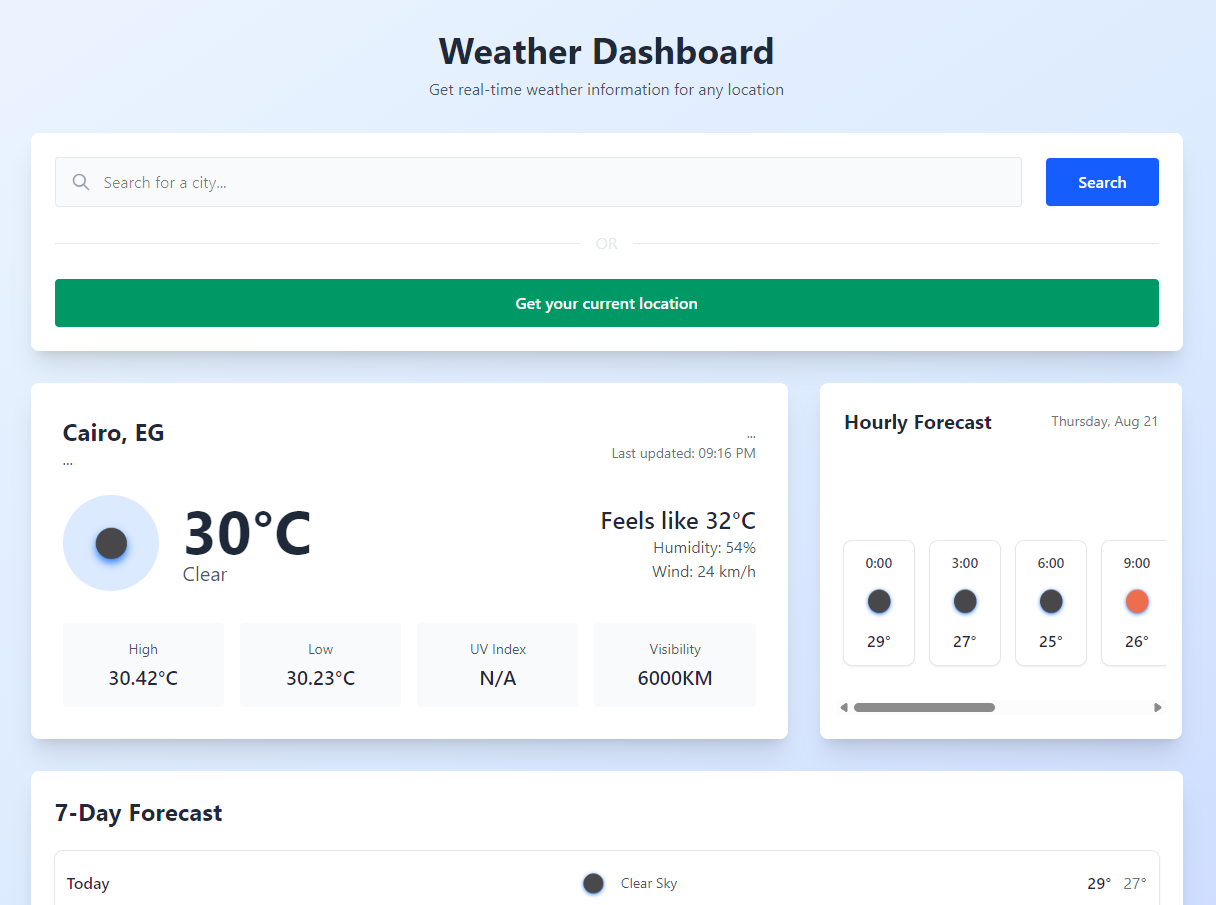 Weather Dashboard
Get real-time weather information for any location
Search for a city...
Search
OR
Get your current location
Cairo, EG
...
...
Last updated: 09:16 PM
30°C
Clear
Feels like 32°C
Humidity: 54%
Wind: 24 km/h
High
30.42°C
Low
30.23°C
UV Index
N/A
Visibility
6000KM
Hourly Forecast
Thursday, Aug 21
0:00
29°
3:00
27°
6:00
25°
9:00
26°
7-Day Forecast
Today
Clear Sky
29° 27°